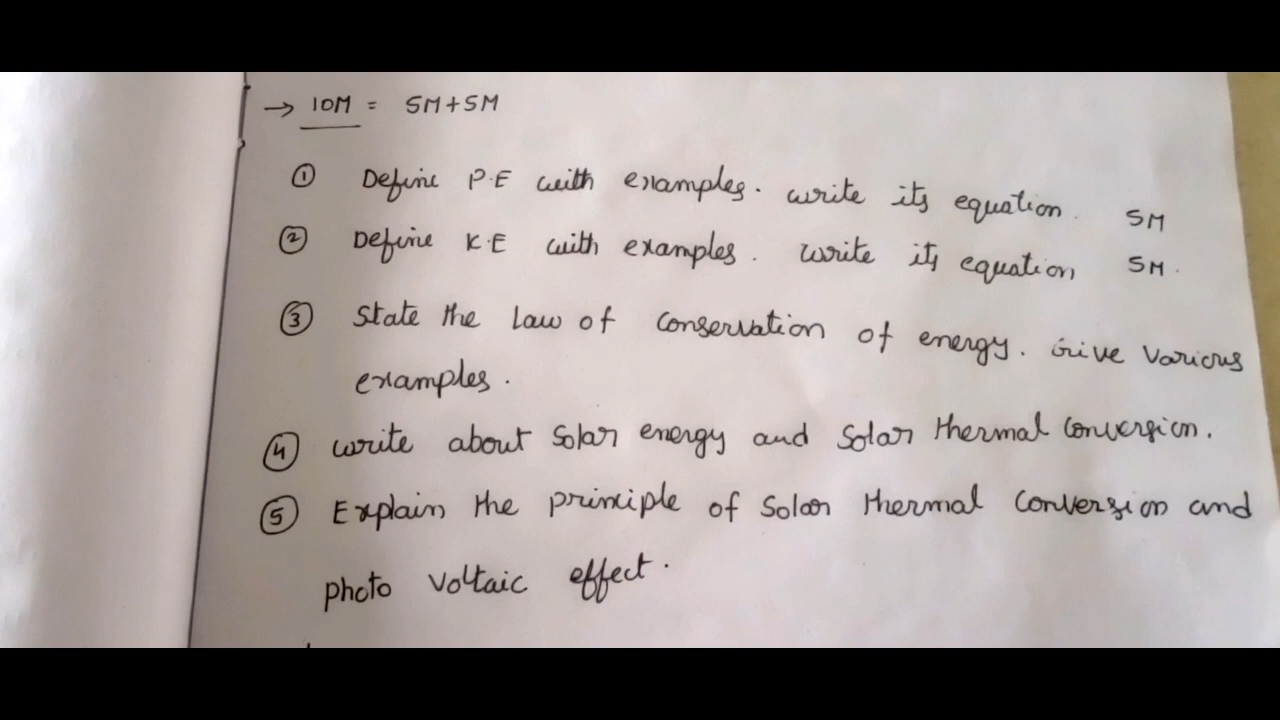 → 10M = 5M+5M
① Define P.E with examples. write its equation. 5M
② Define K.E with examples. Write its equation 5M.
③ State the Law of Conservation of energy. Give Various
examples.
④ write about Solar energy and Solar thermal Conversion.
⑤ Explain the principle of Solar thermal Conversion and
photo voltaic effect.